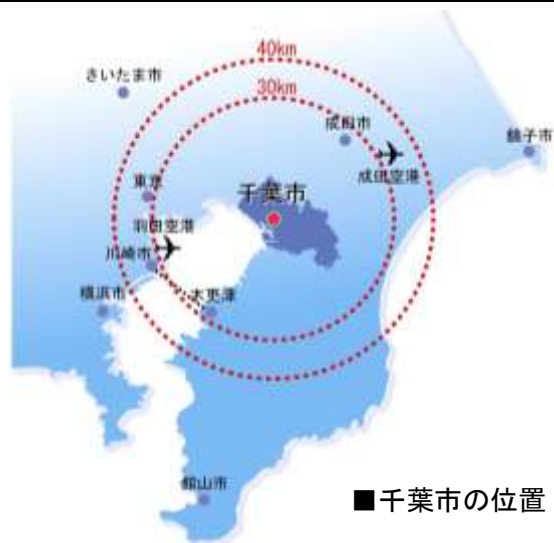 40km
さいたま市
30km
成田市
銚子市
成田空港
東京
千葉市
羽田空港
川崎市
横浜市
木更津
館山市
■千葉市の位置